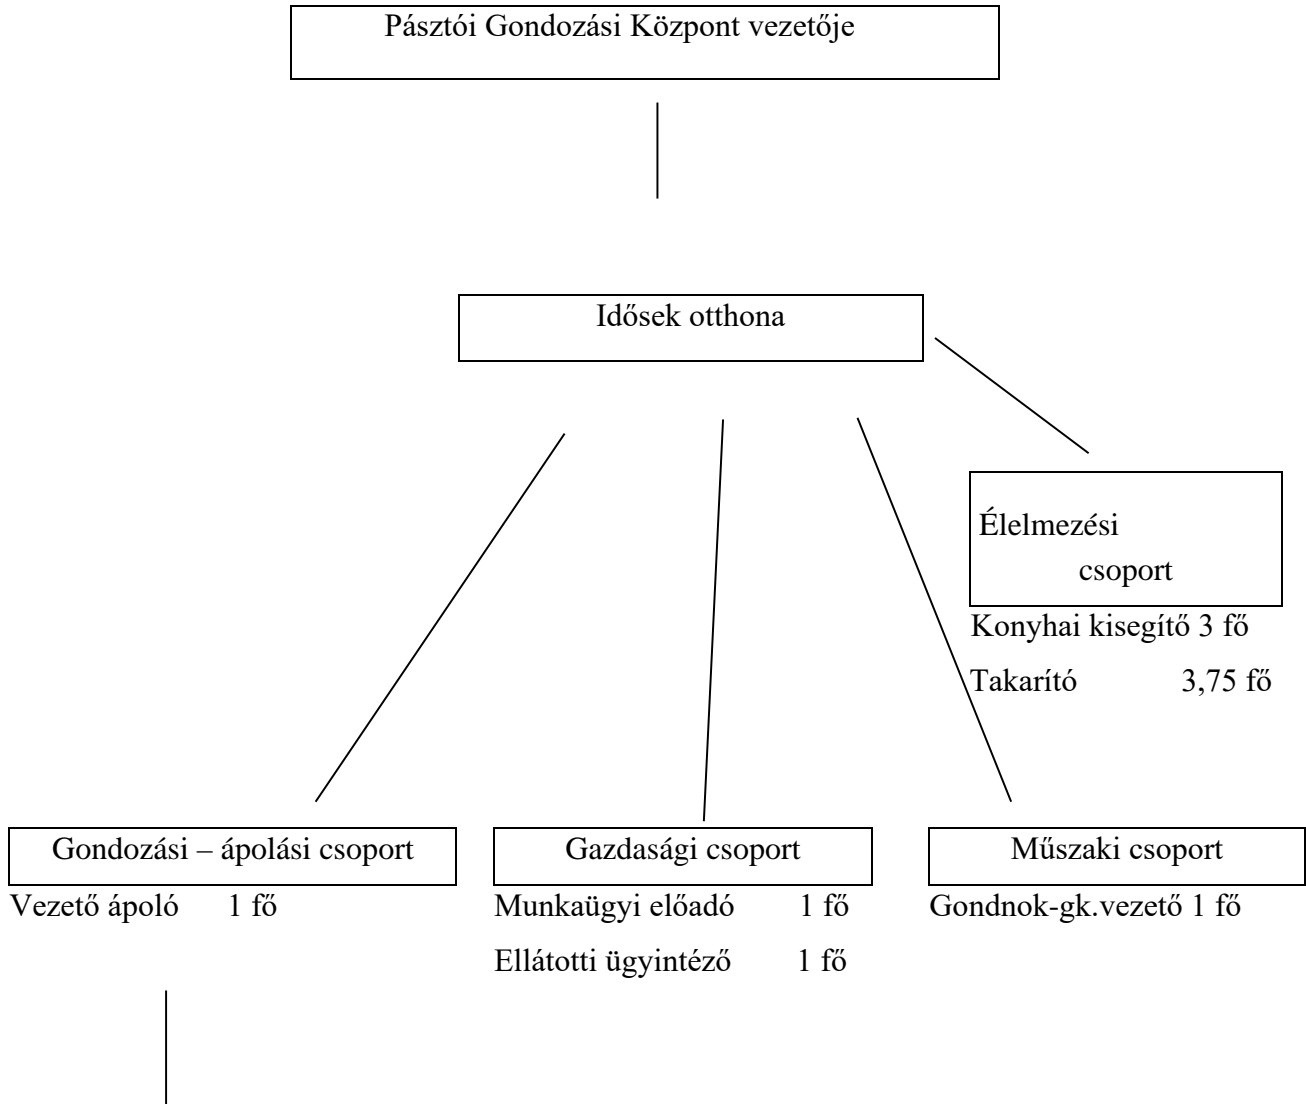 Pásztói Gondozási Központ vezetője
Idősek otthona
Élelmezési
csoport
Konyhai kisegítő 3 fő
Takarító 3,75 fő
Gondozási – ápolási csoport
Vezető ápoló 1 fő
Gazdasági csoport
Munkaügyi előadó 1 fő
Ellátotti ügyintéző 1 fő
Műszaki csoport
Gondnok-gk.vezető 1 fő